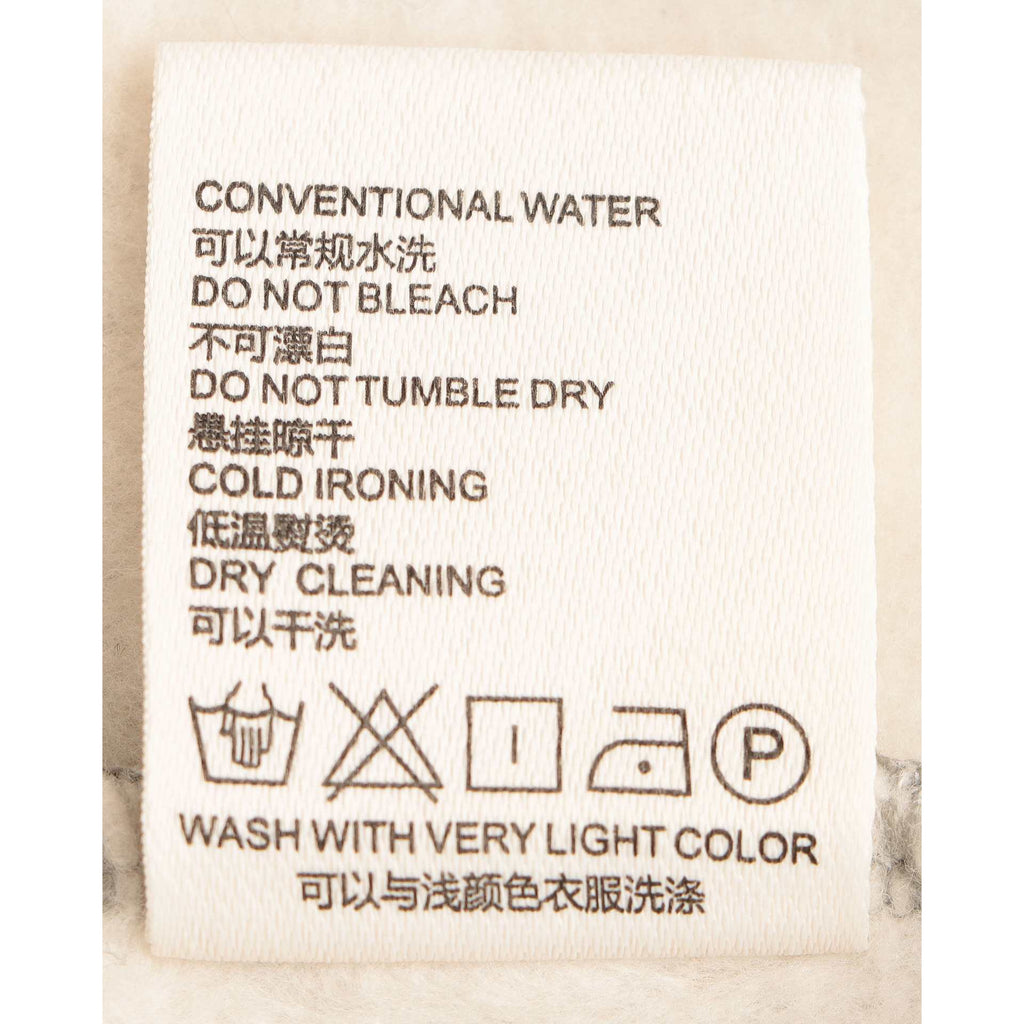 CONVENTIONAL WATER
可以常规水洗
DO NOT BLEACH
不可漂白
DO NOT TUMBLE DRY
悬挂晾干
COLD IRONING
低温熨烫
DRY CLEANING
可以干洗
P
WASH WITH VERY LIGHT COLOR
可以与浅颜色衣服洗涤